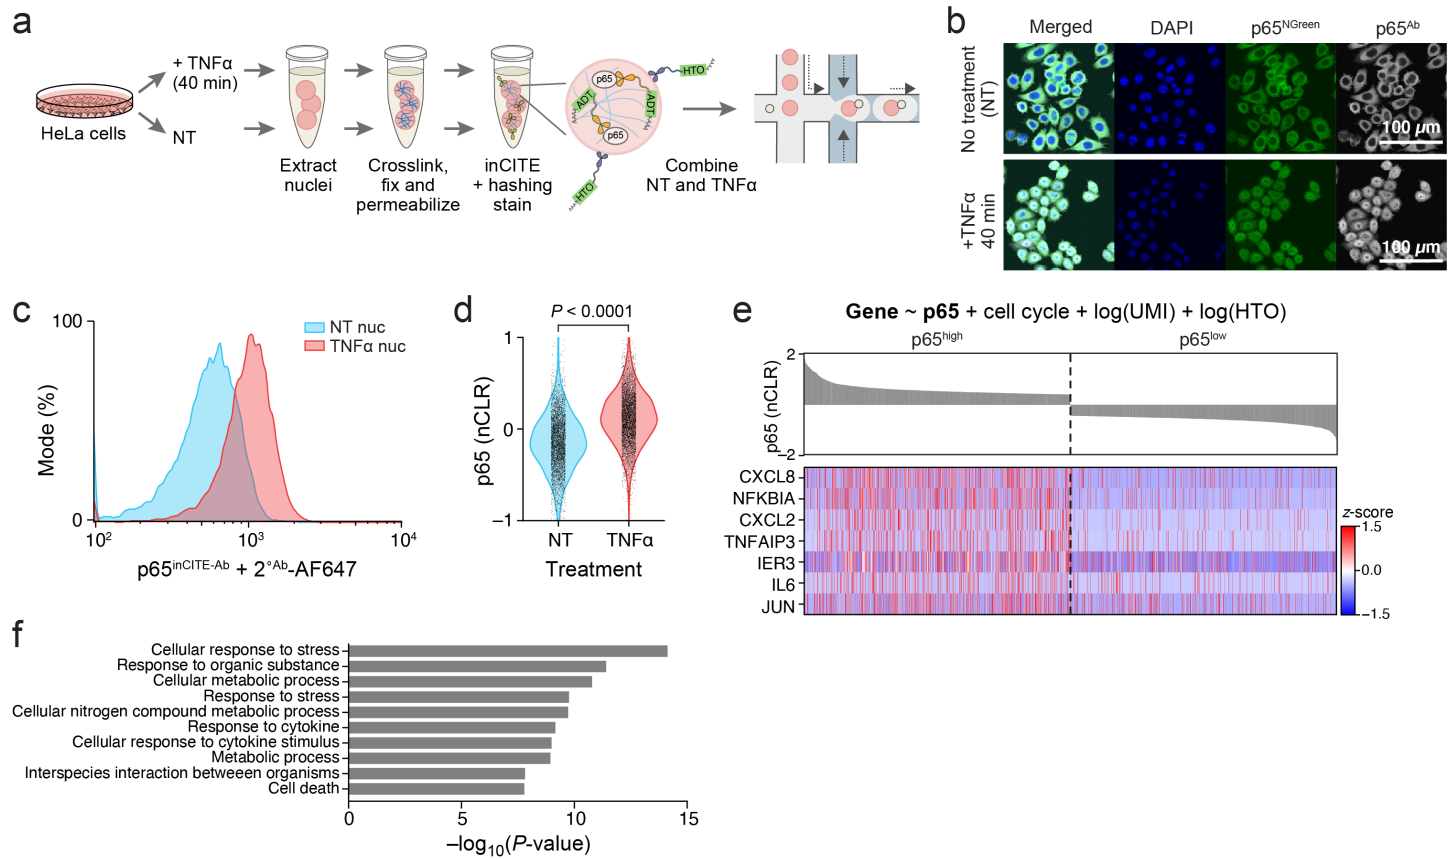 a
+ TNFα
(40 min)
HeLa cells
NT
Extract
nuclei
Crosslink,
fix and
permeabilize
inCITE
+ hashing
stain
p65
ADT
AAA
HTO
AAA
ADT
AAA
p65
HTO
AAA
Combine
NT and TNFα
b
Merged
DAPI
p65NGreen
p65Ab
No treatment
(NT)
100 µm
+TNFα
40 min
100 µm
c
100
Mode (%)
0
10²
10³
10⁴
NT nuc
TNFα nuc
p65inCITE-Ab + 2°Ab-AF647
d
P < 0.0001
p65 (nCLR)
1
0
–1
NT
TNFα
Treatment
e
Gene ~ p65 + cell cycle + log(UMI) + log(HTO)
p65high
p65low
p65 (nCLR)
2
–2
CXCL8
NFKBIA
CXCL2
TNFAIP3
IER3
IL6
JUN
z-score
1.5
0.0
–1.5
f
Cellular response to stress
Response to organic substance
Cellular metabolic process
Response to stress
Cellular nitrogen compound metabolic process
Response to cytokine
Cellular response to cytokine stimulus
Metabolic process
Interspecies interaction betweeen organisms
Cell death
0
5
10
15
–log₁₀(P-value)